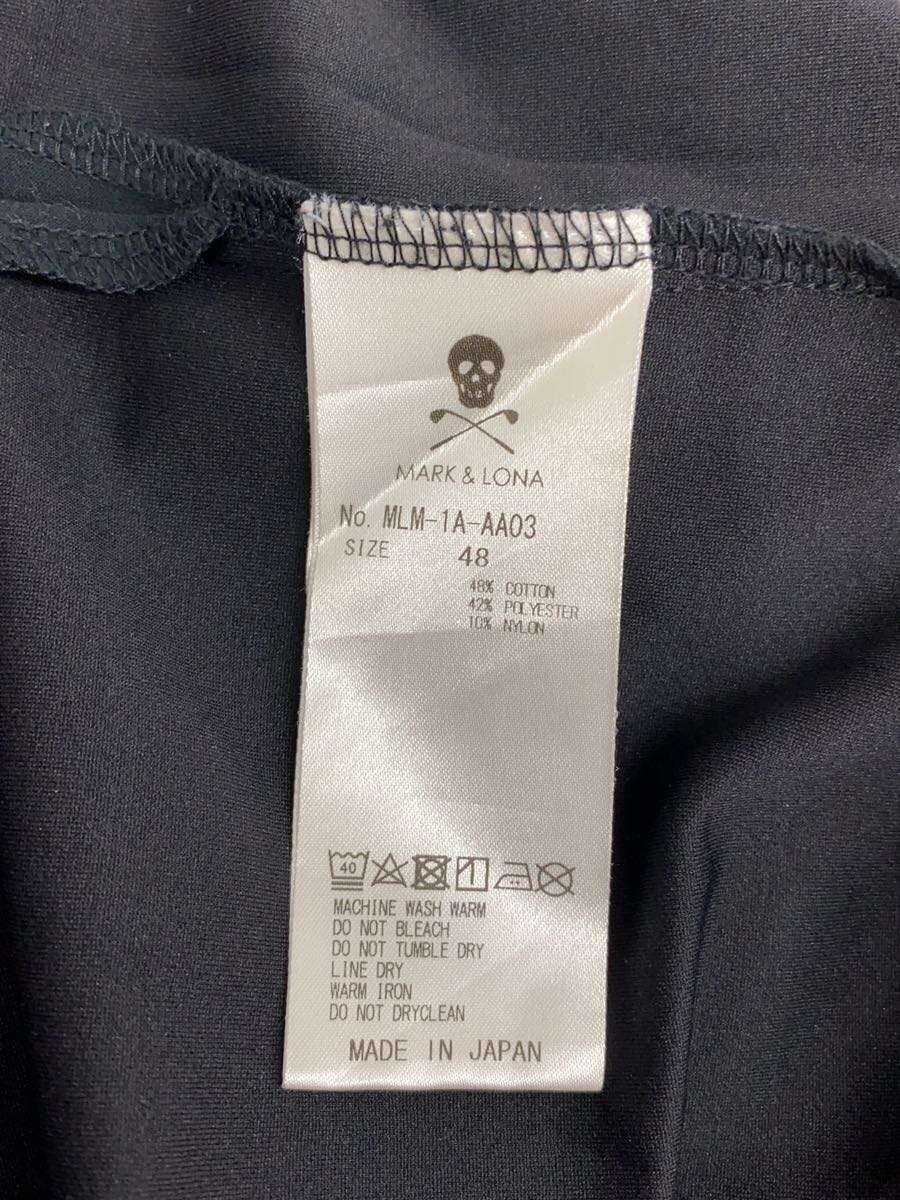 MARK & LONA
No. MLM-1A-AA03
SIZE 48
48% COTTON
42% POLYESTER
10% NYLON
40
MACHINE WASH WARM
DO NOT BLEACH
DO NOT TUMBLE DRY
LINE DRY
WARM IRON
DO NOT DRYCLEAN
MADE IN JAPAN